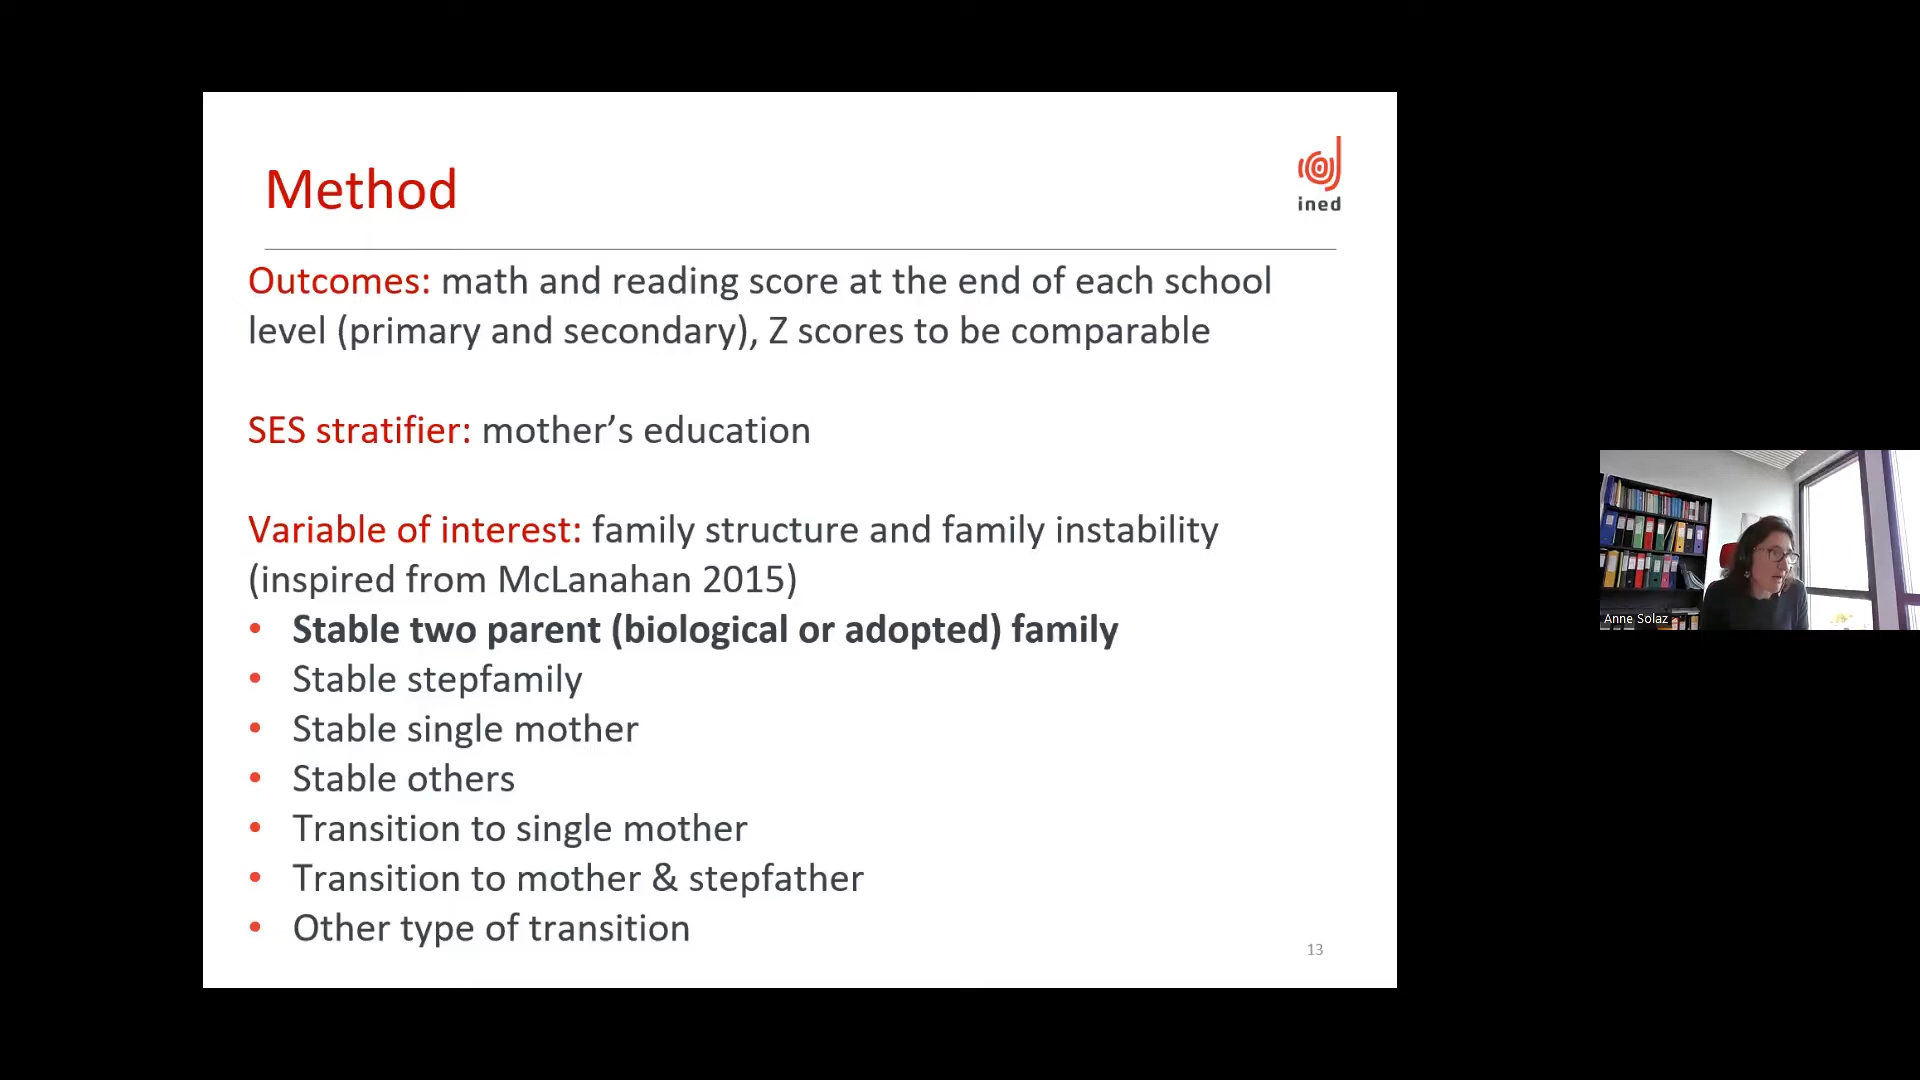 Method
ined
Outcomes: math and reading score at the end of each school
level (primary and secondary), Z scores to be comparable
SES stratifier: mother’s education
Variable of interest: family structure and family instability
(inspired from McLanahan 2015)
• Stable two parent (biological or adopted) family
• Stable stepfamily
• Stable single mother
• Stable others
• Transition to single mother
• Transition to mother & stepfather
• Other type of transition
13
Anne Solaz